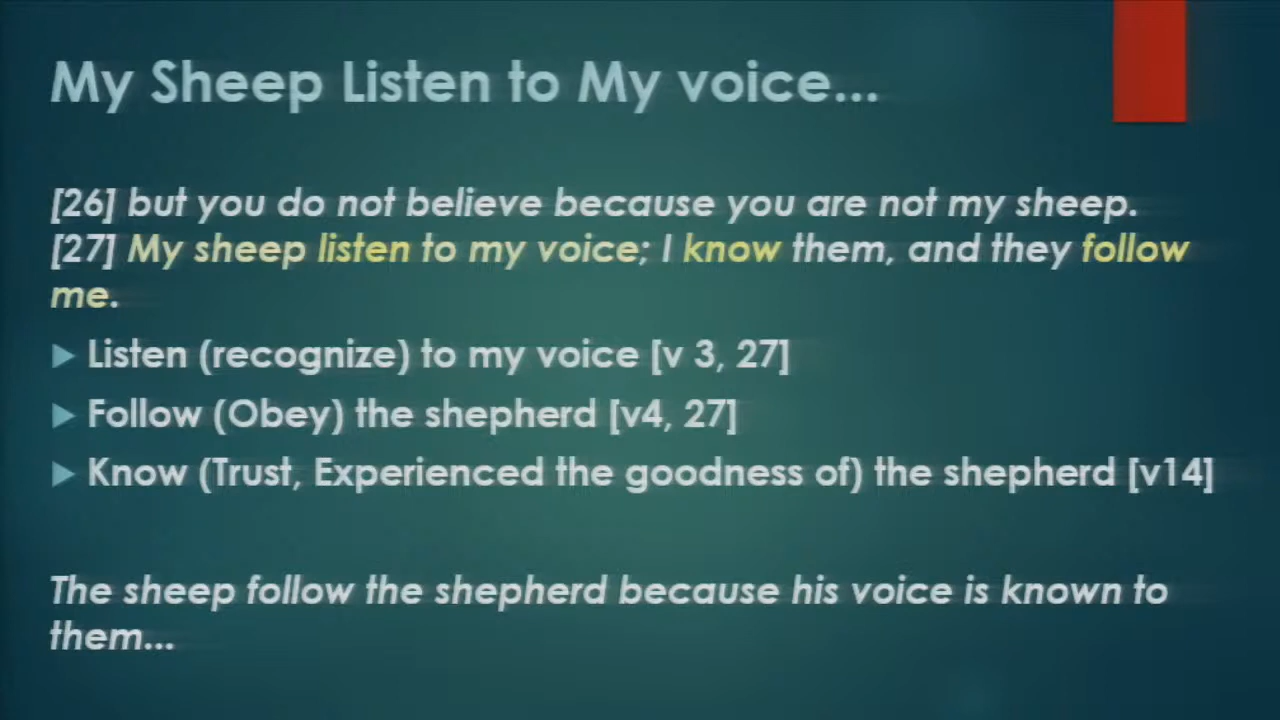 My Sheep Listen to My voice...
[26] but you do not believe because you are not my sheep.
[27] My sheep listen to my voice; I know them, and they follow
me.
Listen (recognize) to my voice [v 3, 27]
Follow (Obey) the shepherd [v4, 27]
Know (Trust, Experienced the goodness of) the shepherd [v14]
The sheep follow the shepherd because his voice is known to
them...